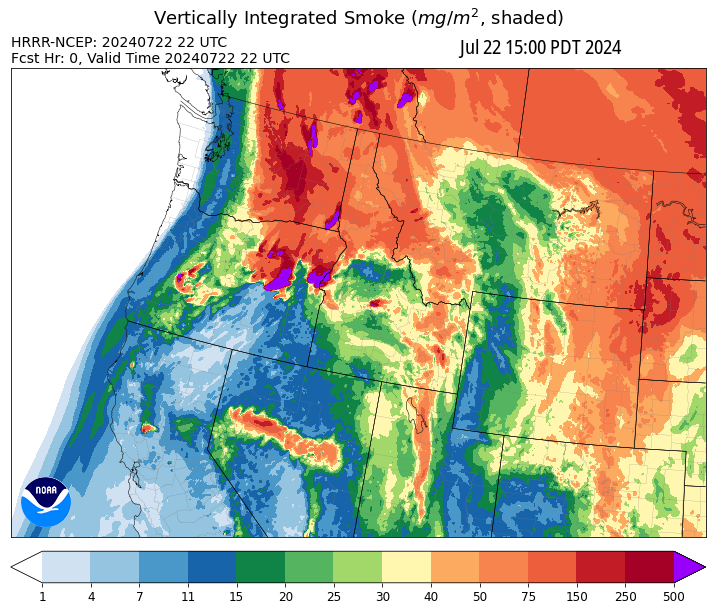 Vertically Integrated Smoke (mg/m², shaded)
HRRR-NCEP: 20240722 22 UTC
Fcst Hr: 0, Valid Time 20240722 22 UTC
Jul 22 15:00 PDT 2024
NOAA
1 4 7 11 15 20 25 30 40 50 75 150 250 500